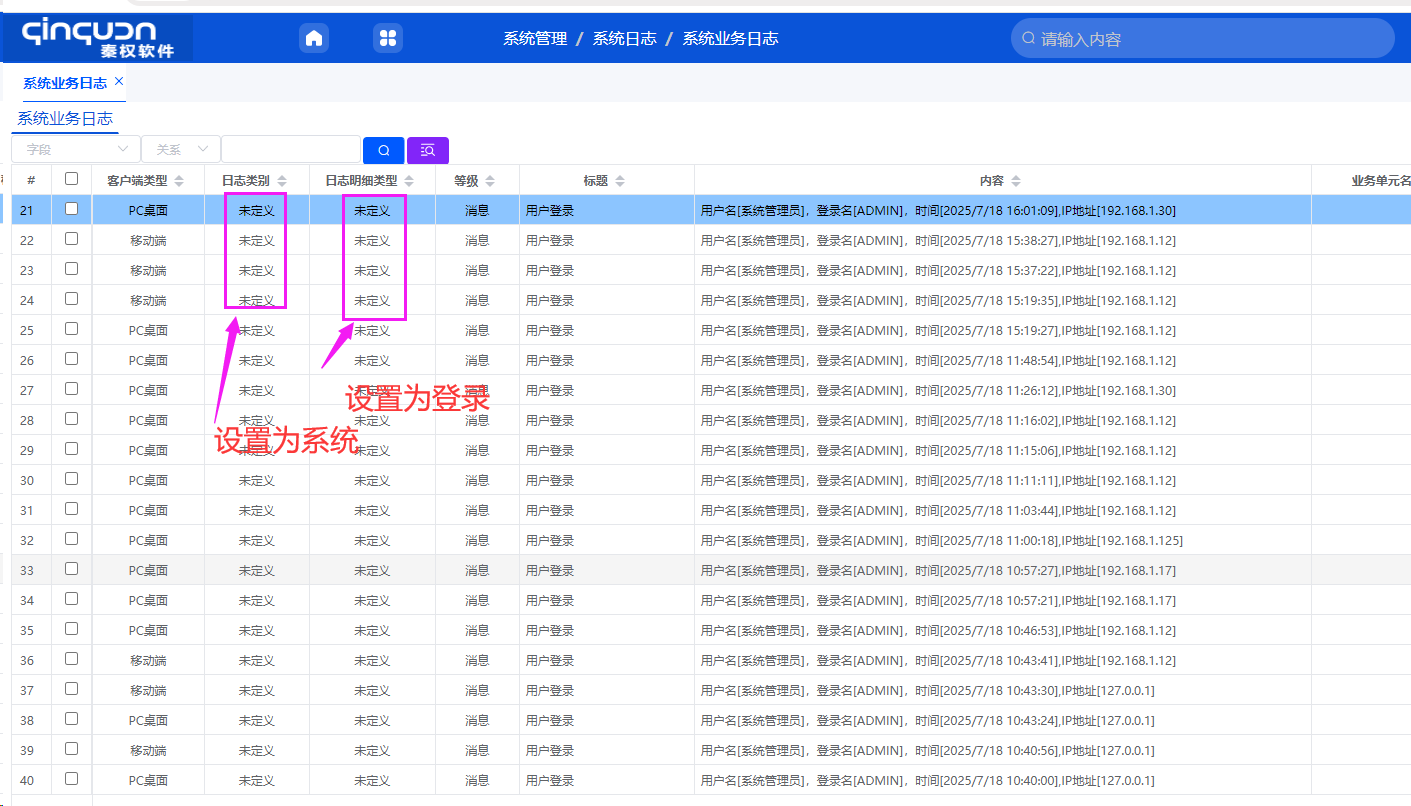 qinquan
秦权软件
系统管理 / 系统日志 / 系统业务日志
请输入内容
系统业务日志 ×
系统业务日志
字段 关系
# 客户端类型 日志类别 日志明细类型 等级 标题 内容 业务单元名
21 PC桌面 未定义 未定义 消息 用户登录 用户名[系统管理员]，登录名[ADMIN]，时间[2025/7/18 16:01:09],IP地址[192.168.1.30]
22 移动端 未定义 未定义 消息 用户登录 用户名[系统管理员]，登录名[ADMIN]，时间[2025/7/18 15:38:27],IP地址[192.168.1.12]
23 移动端 未定义 未定义 消息 用户登录 用户名[系统管理员]，登录名[ADMIN]，时间[2025/7/18 15:37:22],IP地址[192.168.1.12]
24 移动端 未定义 未定义 消息 用户登录 用户名[系统管理员]，登录名[ADMIN]，时间[2025/7/18 15:19:35],IP地址[192.168.1.12]
25 PC桌面 未定义 未定义 消息 用户登录 用户名[系统管理员]，登录名[ADMIN]，时间[2025/7/18 15:19:27],IP地址[192.168.1.12]
26 PC桌面 未定义 未定义 消息 用户登录 用户名[系统管理员]，登录名[ADMIN]，时间[2025/7/18 11:48:54],IP地址[192.168.1.12]
27 PC桌面 未定义 未定义 消息 用户登录 用户名[系统管理员]，登录名[ADMIN]，时间[2025/7/18 11:26:12],IP地址[192.168.1.30]
设置为登录
28 PC桌面 未定义 未定义 消息 用户登录 用户名[系统管理员]，登录名[ADMIN]，时间[2025/7/18 11:16:02],IP地址[192.168.1.12]
设置为系统
29 PC桌面 未定义 未定义 消息 用户登录 用户名[系统管理员]，登录名[ADMIN]，时间[2025/7/18 11:15:06],IP地址[192.168.1.12]
30 PC桌面 未定义 未定义 消息 用户登录 用户名[系统管理员]，登录名[ADMIN]，时间[2025/7/18 11:11:11],IP地址[192.168.1.12]
31 PC桌面 未定义 未定义 消息 用户登录 用户名[系统管理员]，登录名[ADMIN]，时间[2025/7/18 11:03:44],IP地址[192.168.1.12]
32 PC桌面 未定义 未定义 消息 用户登录 用户名[系统管理员]，登录名[ADMIN]，时间[2025/7/18 11:00:18],IP地址[192.168.1.125]
33 PC桌面 未定义 未定义 消息 用户登录 用户名[系统管理员]，登录名[ADMIN]，时间[2025/7/18 10:57:27],IP地址[192.168.1.17]
34 PC桌面 未定义 未定义 消息 用户登录 用户名[系统管理员]，登录名[ADMIN]，时间[2025/7/18 10:57:21],IP地址[192.168.1.17]
35 PC桌面 未定义 未定义 消息 用户登录 用户名[系统管理员]，登录名[ADMIN]，时间[2025/7/18 10:46:53],IP地址[192.168.1.12]
36 移动端 未定义 未定义 消息 用户登录 用户名[系统管理员]，登录名[ADMIN]，时间[2025/7/18 10:43:41],IP地址[192.168.1.12]
37 移动端 未定义 未定义 消息 用户登录 用户名[系统管理员]，登录名[ADMIN]，时间[2025/7/18 10:43:30],IP地址[127.0.0.1]
38 PC桌面 未定义 未定义 消息 用户登录 用户名[系统管理员]，登录名[ADMIN]，时间[2025/7/18 10:43:24],IP地址[127.0.0.1]
39 移动端 未定义 未定义 消息 用户登录 用户名[系统管理员]，登录名[ADMIN]，时间[2025/7/18 10:40:56],IP地址[127.0.0.1]
40 PC桌面 未定义 未定义 消息 用户登录 用户名[系统管理员]，登录名[ADMIN]，时间[2025/7/18 10:40:00],IP地址[127.0.0.1]